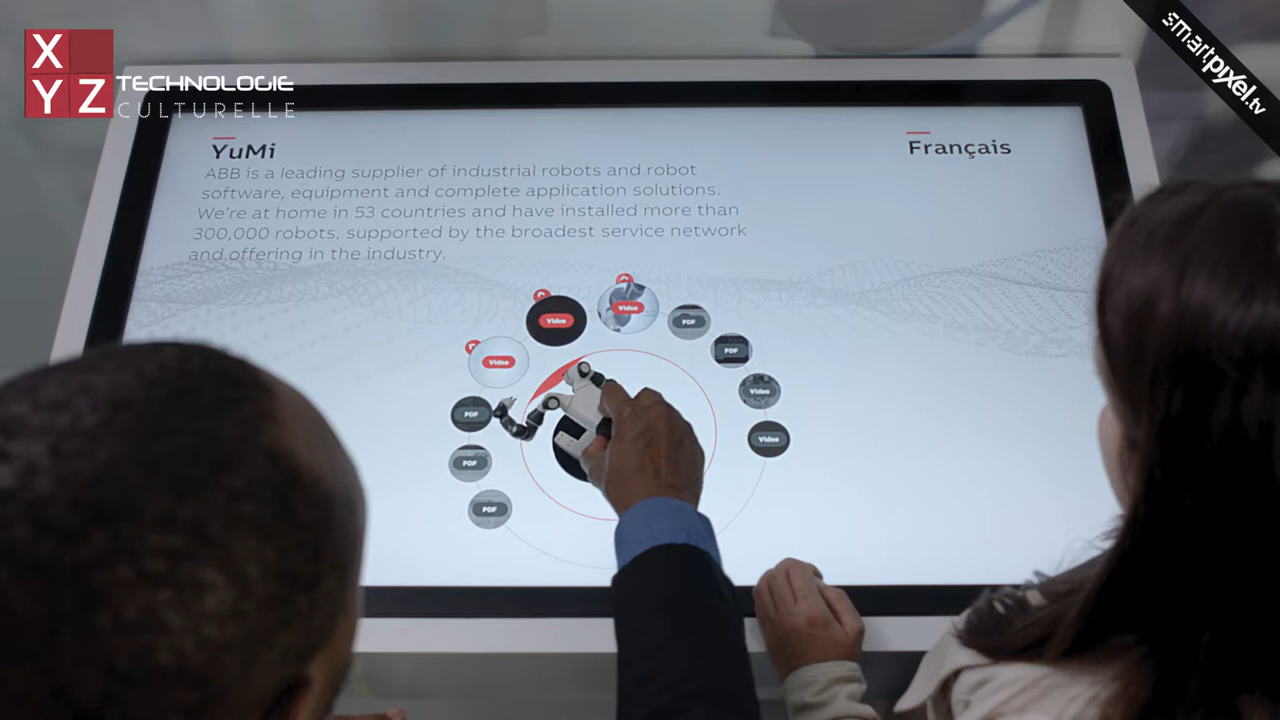 X
Y Z
TECHNOLOGIE
CULTURELLE
smartpixel.tv
YuMi
Français
ABB is a leading supplier of industrial robots and robot
software, equipment and complete application solutions.
We're at home in 53 countries and have installed more than
300,000 robots, supported by the broadest service network
and offering in the industry.
Video
Video
Video
PDF
PDF
Video
Video
PDF
PDF
PDF